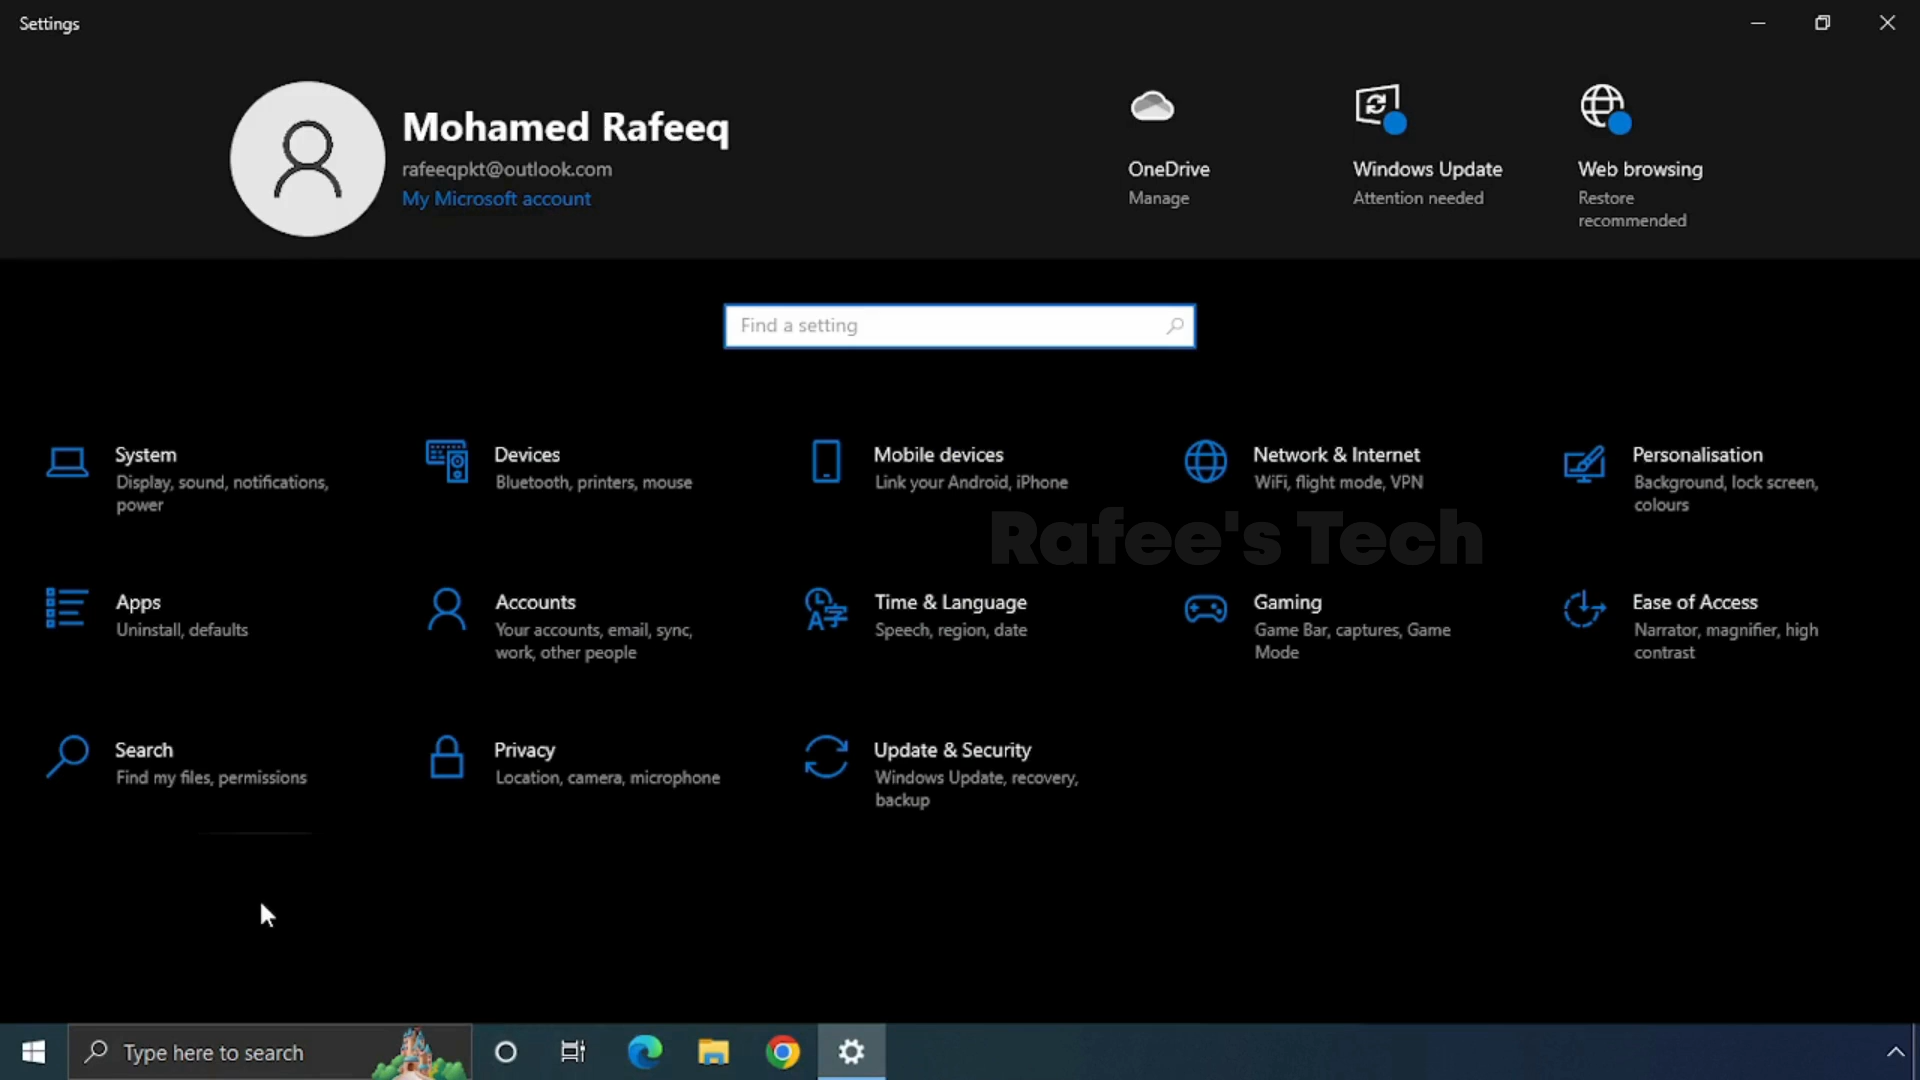 Settings
Mohamed Rafeeq
rafeeqpkt@outlook.com
My Microsoft account
OneDrive
Manage
Windows Update
Attention needed
Web browsing
Restore
recommended
Find a setting
System
Display, sound, notifications,
power
Devices
Bluetooth, printers, mouse
Mobile devices
Link your Android, iPhone
Network & Internet
WiFi, flight mode, VPN
Personalisation
Background, lock screen,
colours
Rafee's Tech
Apps
Uninstall, defaults
Accounts
Your accounts, email, sync,
work, other people
Time & Language
Speech, region, date
Gaming
Game Bar, captures, Game
Mode
Ease of Access
Narrator, magnifier, high
contrast
Search
Find my files, permissions
Privacy
Location, camera, microphone
Update & Security
Windows Update, recovery,
backup
Type here to search